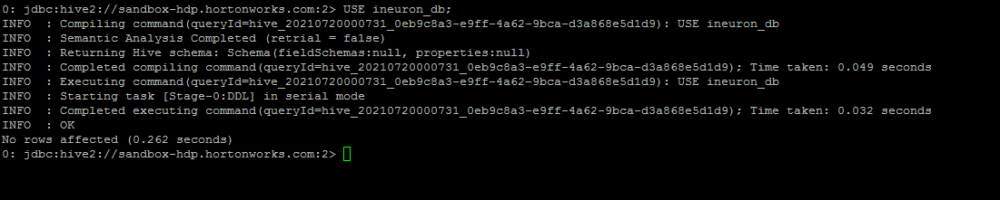 0: jdbc:hive2://sandbox-hdp.hortonworks.com:2> USE ineuron_db;
INFO  : Compiling command(queryId=hive_20210720000731_0eb9c8a3-e9ff-4a62-9bca-d3a868e5d1d9): USE ineuron_db
INFO  : Semantic Analysis Completed (retrial = false)
INFO  : Returning Hive schema: Schema(fieldSchemas:null, properties:null)
INFO  : Completed compiling command(queryId=hive_20210720000731_0eb9c8a3-e9ff-4a62-9bca-d3a868e5d1d9); Time taken: 0.049 seconds
INFO  : Executing command(queryId=hive_20210720000731_0eb9c8a3-e9ff-4a62-9bca-d3a868e5d1d9): USE ineuron_db
INFO  : Starting task [Stage-0:DDL] in serial mode
INFO  : Completed executing command(queryId=hive_20210720000731_0eb9c8a3-e9ff-4a62-9bca-d3a868e5d1d9); Time taken: 0.032 seconds
INFO  : OK
No rows affected (0.262 seconds)
0: jdbc:hive2://sandbox-hdp.hortonworks.com:2>